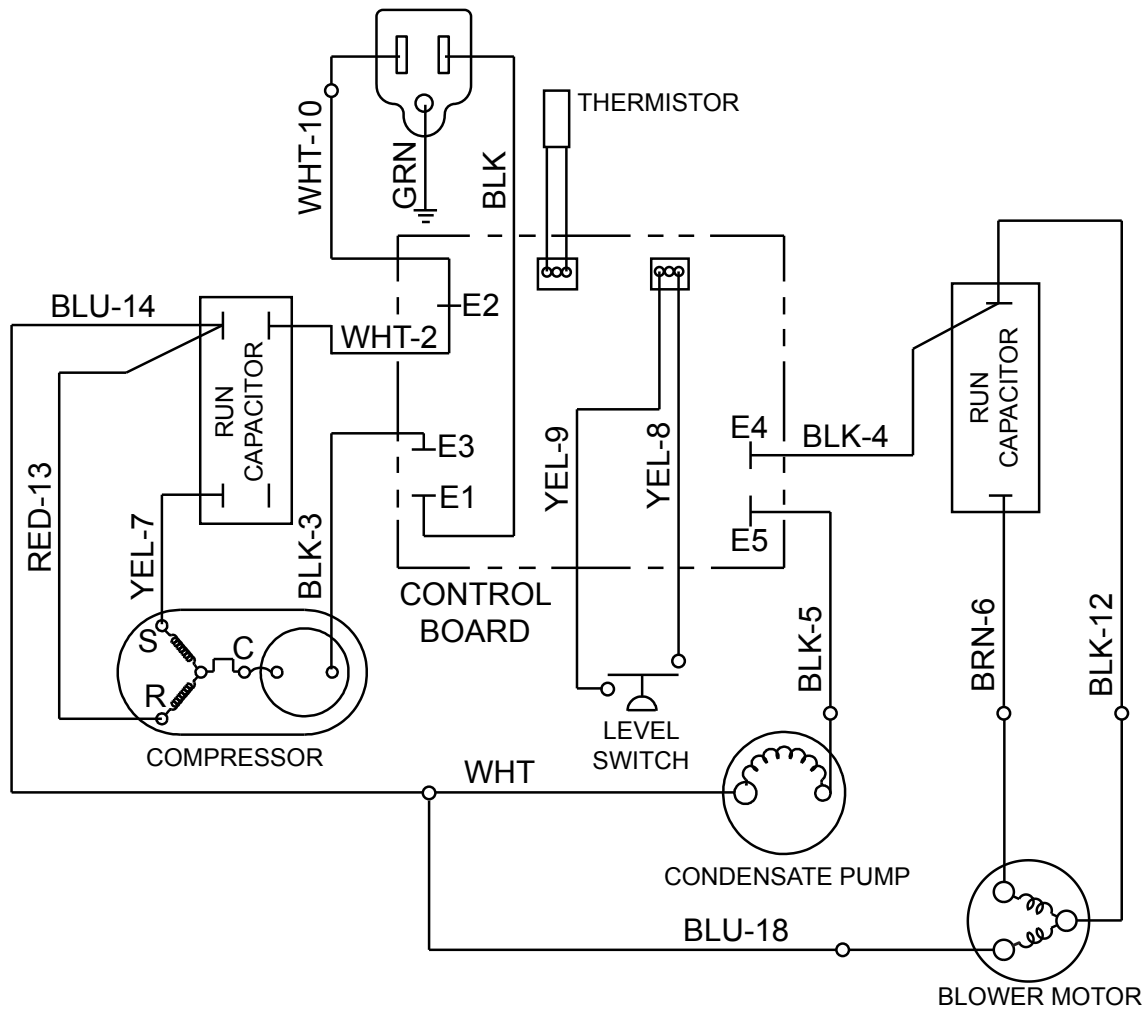 THERMISTOR
WHT-10
GRN
BLK
BLU-14
E2
WHT-2
RUN
CAPACITOR
RUN
CAPACITOR
E4
BLK-4
E3
YEL-9
YEL-8
RED-13
E1
YEL-7
BLK-3
E5
CONTROL
BOARD
BLK-5
BRN-6
BLK-12
S
C
R
LEVEL
SWITCH
COMPRESSOR
WHT
CONDENSATE PUMP
BLU-18
BLOWER MOTOR